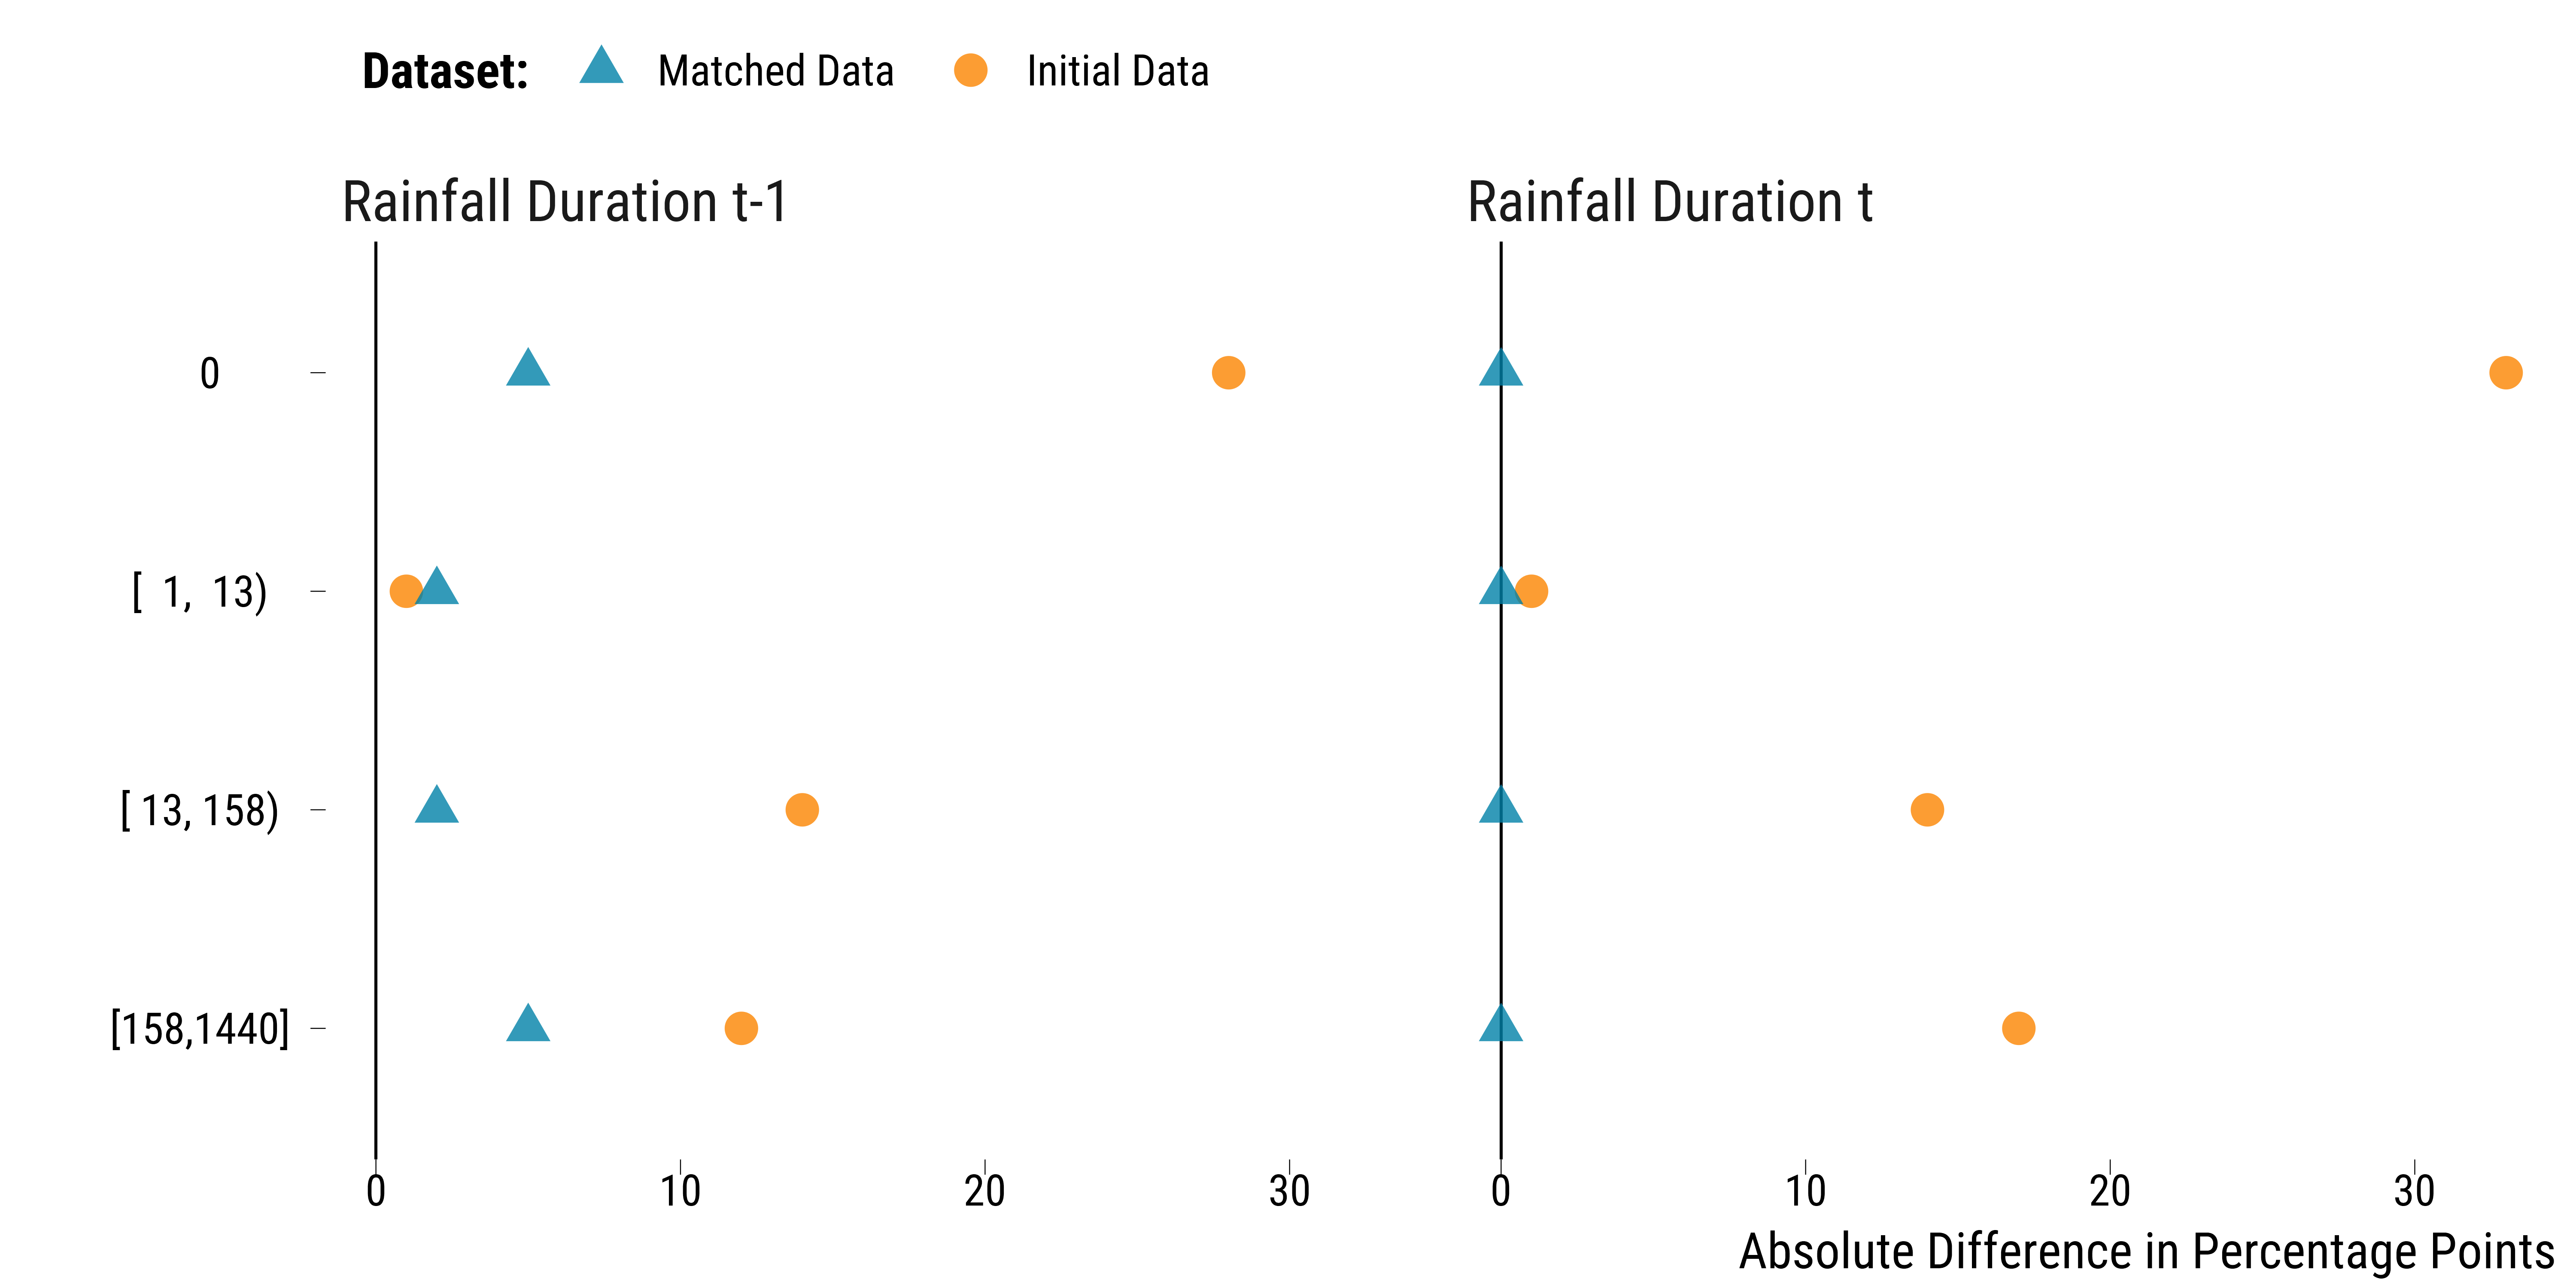 Dataset: Matched Data Initial Data
Rainfall Duration t-1 Rainfall Duration t
0
[ 1, 13)
[ 13, 158)
[158,1440]
0 10 20 30 0 10 20 30
Absolute Difference in Percentage Points